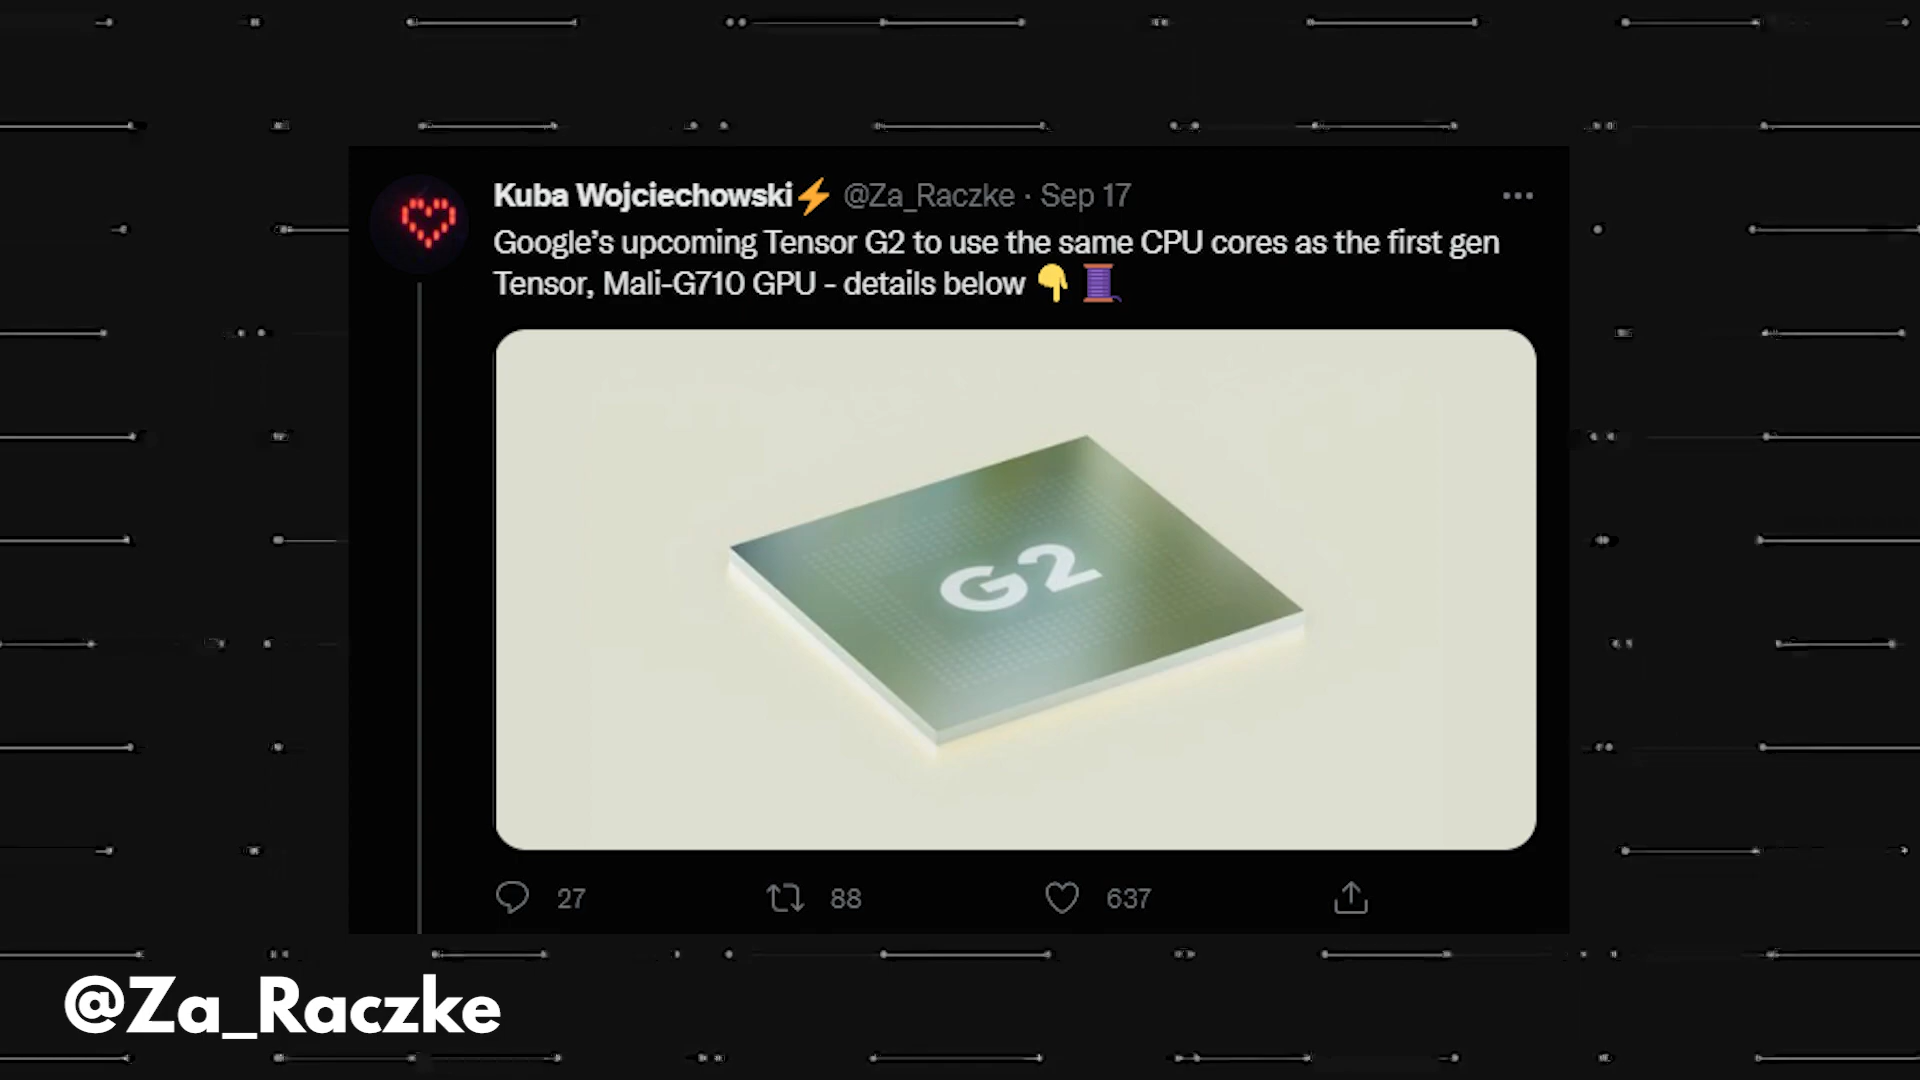 Kuba Wojciechowski⚡ @Za_Raczke · Sep 17
Google’s upcoming Tensor G2 to use the same CPU cores as the first gen
Tensor, Mali-G710 GPU - details below 👇 🧵
G2
27 88 637
@Za_Raczke